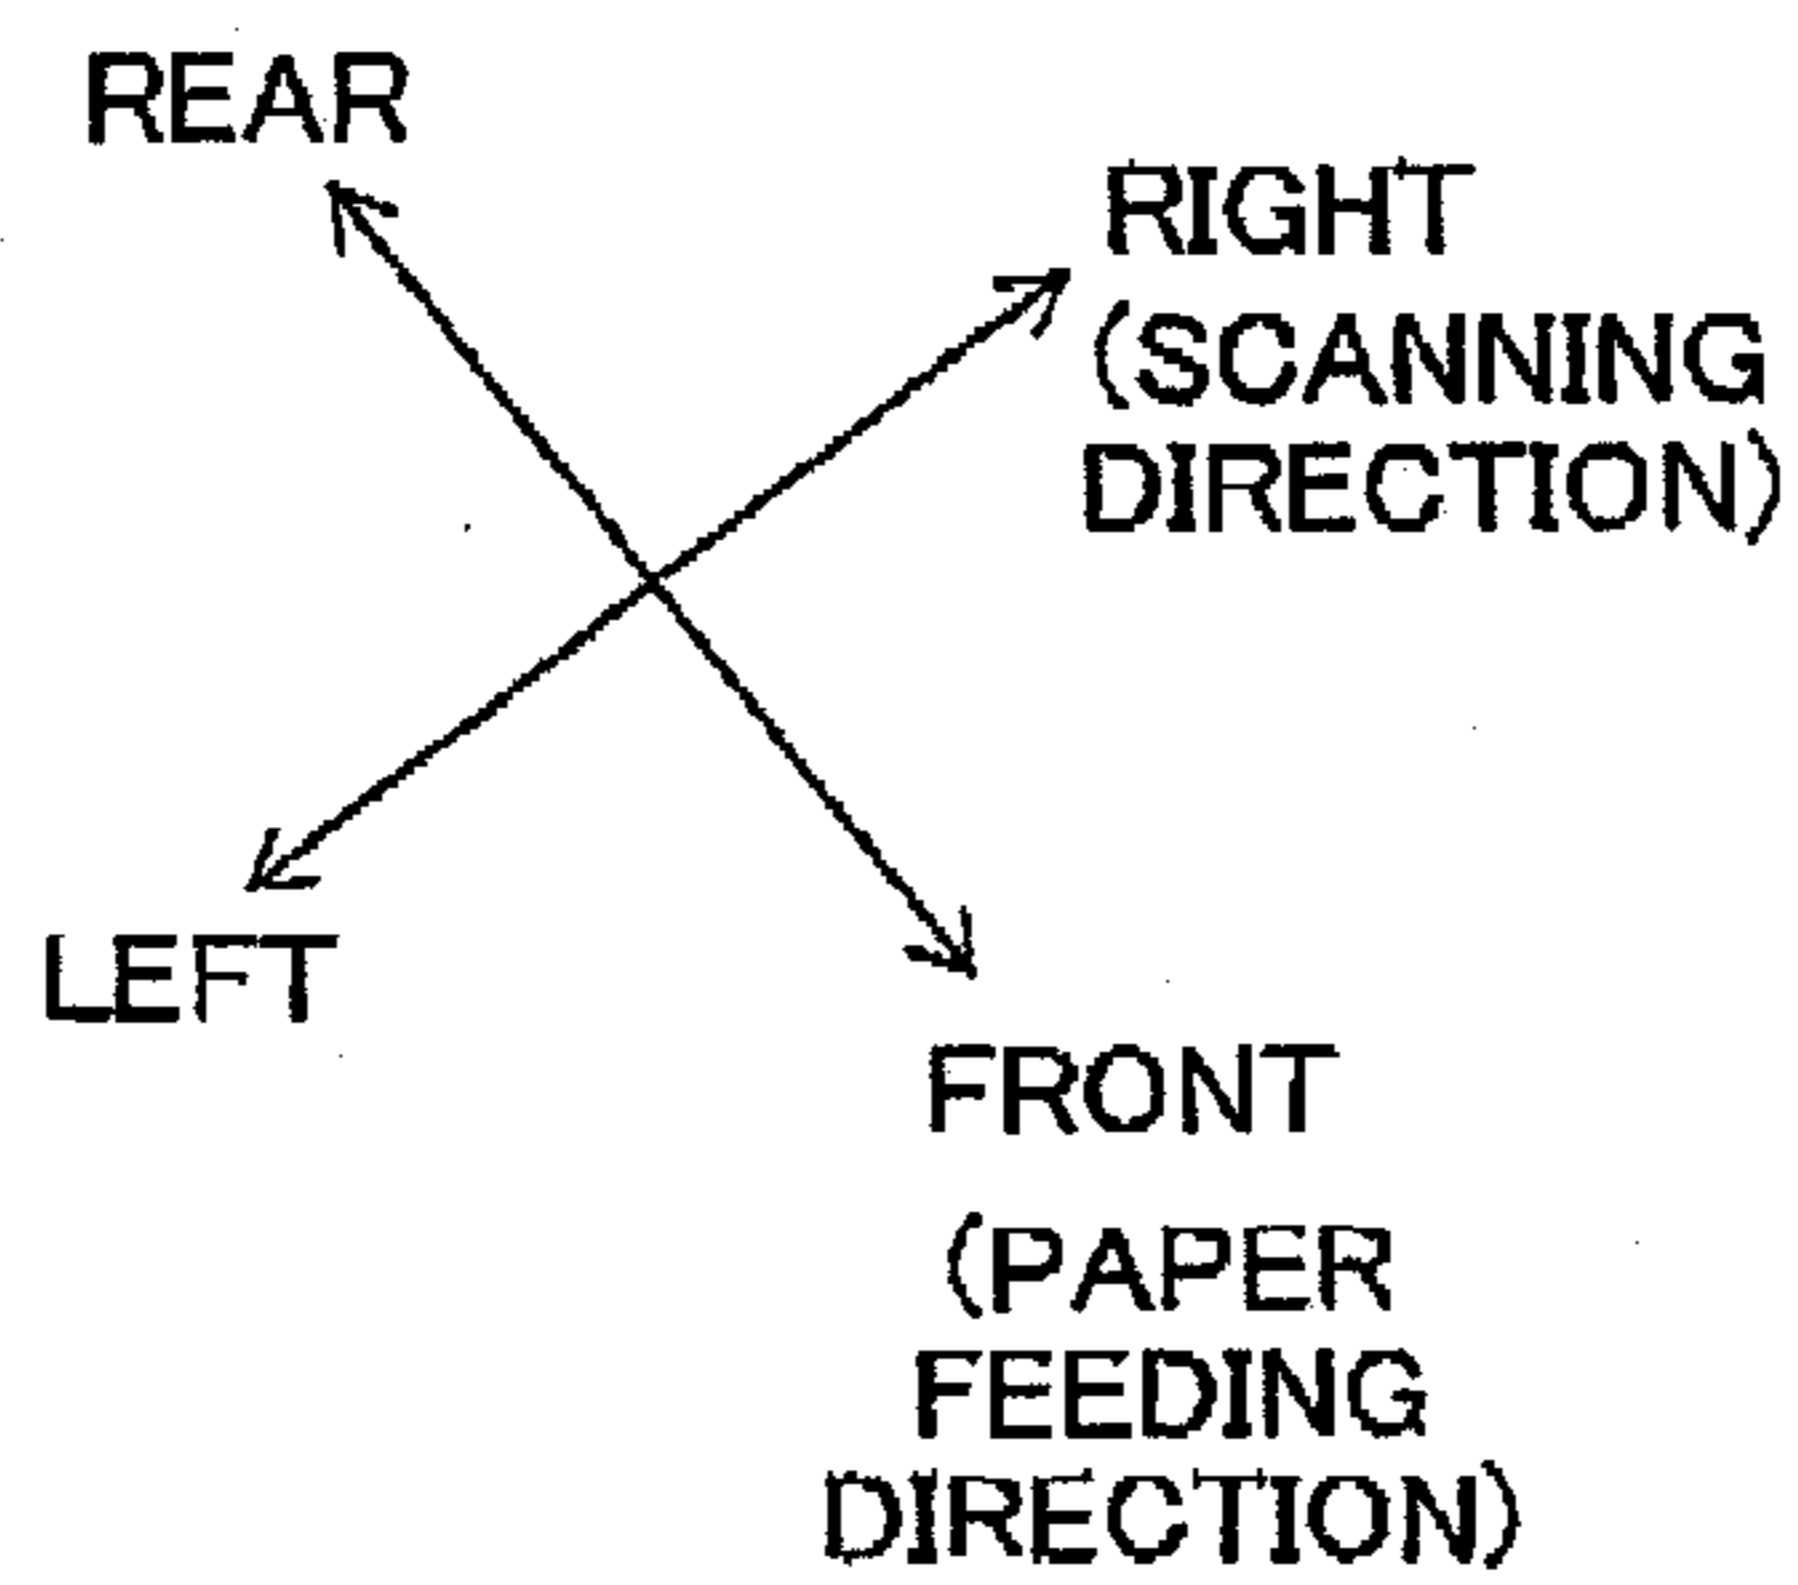 REAR
RIGHT
(SCANNING
DIRECTION)
LEFT
FRONT
(PAPER
FEEDING
DIRECTION)